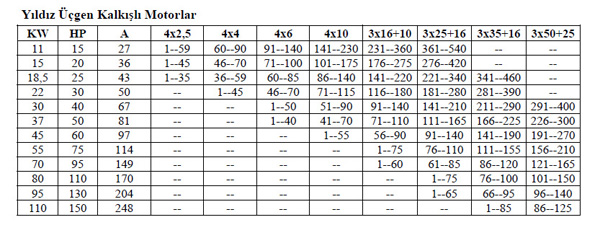 Yıldız Üçgen Kalkışlı Motorlar
KW HP A 4x2,5 4x4 4x6 4x10 3x16+10 3x25+16 3x35+16 3x50+25
11 15 27 1--59 60--90 91--140 141--230 231--360 361--540 -- --
15 20 36 1--45 46--70 71--100 101--175 176--275 276--420 -- --
18,5 25 43 1--35 36--59 60--85 86--140 141--220 221--340 341--460 --
22 30 50 -- 1--45 46--70 71--115 116--180 181--280 281--390 --
30 40 67 -- -- 1--50 51--90 91--140 141--210 211--290 291--400
37 50 81 -- -- 1--40 41--70 71--110 111--165 166--225 226--300
45 60 97 -- -- -- 1--55 56--90 91--140 141--190 191--270
55 75 114 -- -- -- -- 1--75 76--110 111--155 156--210
70 95 149 -- -- -- -- 1--60 61--85 86--120 121--165
80 110 170 -- -- -- -- -- 1--75 76--100 101--150
95 130 204 -- -- -- -- -- 1--65 66--95 96--140
110 150 248 -- -- -- -- -- -- 1--85 86--125